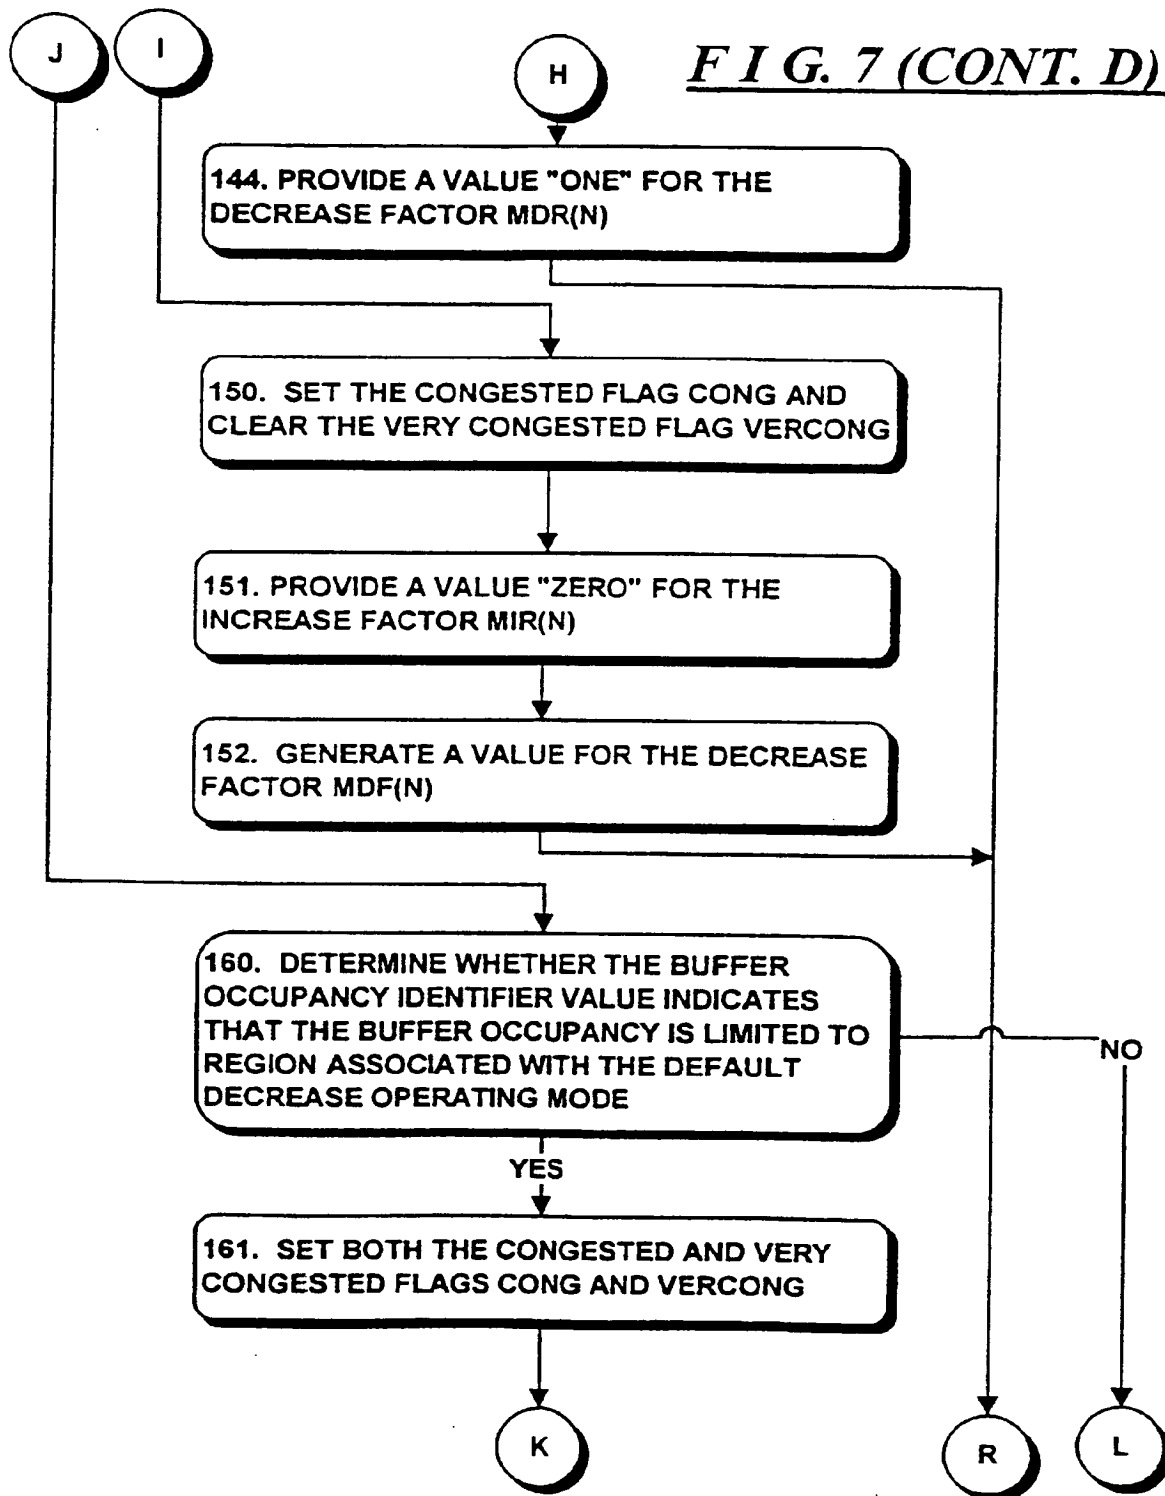 J
I
H
F I G. 7 (CONT. D)
144. PROVIDE A VALUE "ONE" FOR THE
DECREASE FACTOR MDR(N)
150. SET THE CONGESTED FLAG CONG AND
CLEAR THE VERY CONGESTED FLAG VERCONG
151. PROVIDE A VALUE "ZERO" FOR THE
INCREASE FACTOR MIR(N)
152. GENERATE A VALUE FOR THE DECREASE
FACTOR MDF(N)
160. DETERMINE WHETHER THE BUFFER
OCCUPANCY IDENTIFIER VALUE INDICATES
THAT THE BUFFER OCCUPANCY IS LIMITED TO
REGION ASSOCIATED WITH THE DEFAULT
DECREASE OPERATING MODE
NO
YES
161. SET BOTH THE CONGESTED AND VERY
CONGESTED FLAGS CONG AND VERCONG
K
R
L